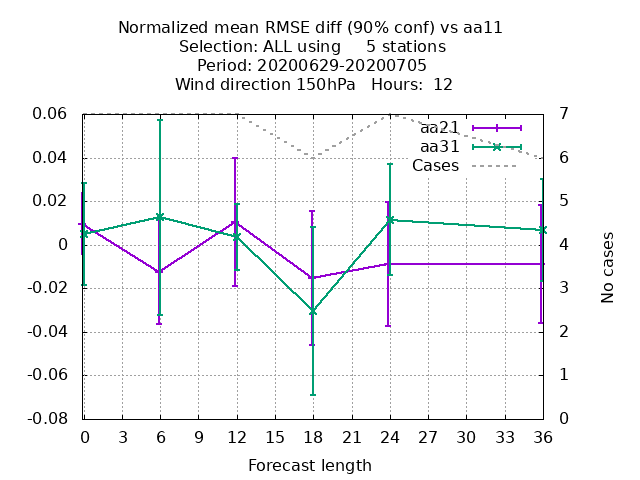 Normalized mean RMSE diff (90% conf) vs aa11
Selection: ALL using     5 stations
Period: 20200629-20200705
Wind direction 150hPa   Hours:  12
0.06
0.04
0.02
0
-0.02
-0.04
-0.06
-0.08
aa21
aa31
Cases
7
6
5
4
3
2
1
0
No cases
0 3 6 9 12 15 18 21 24 27 30 33 36
Forecast length